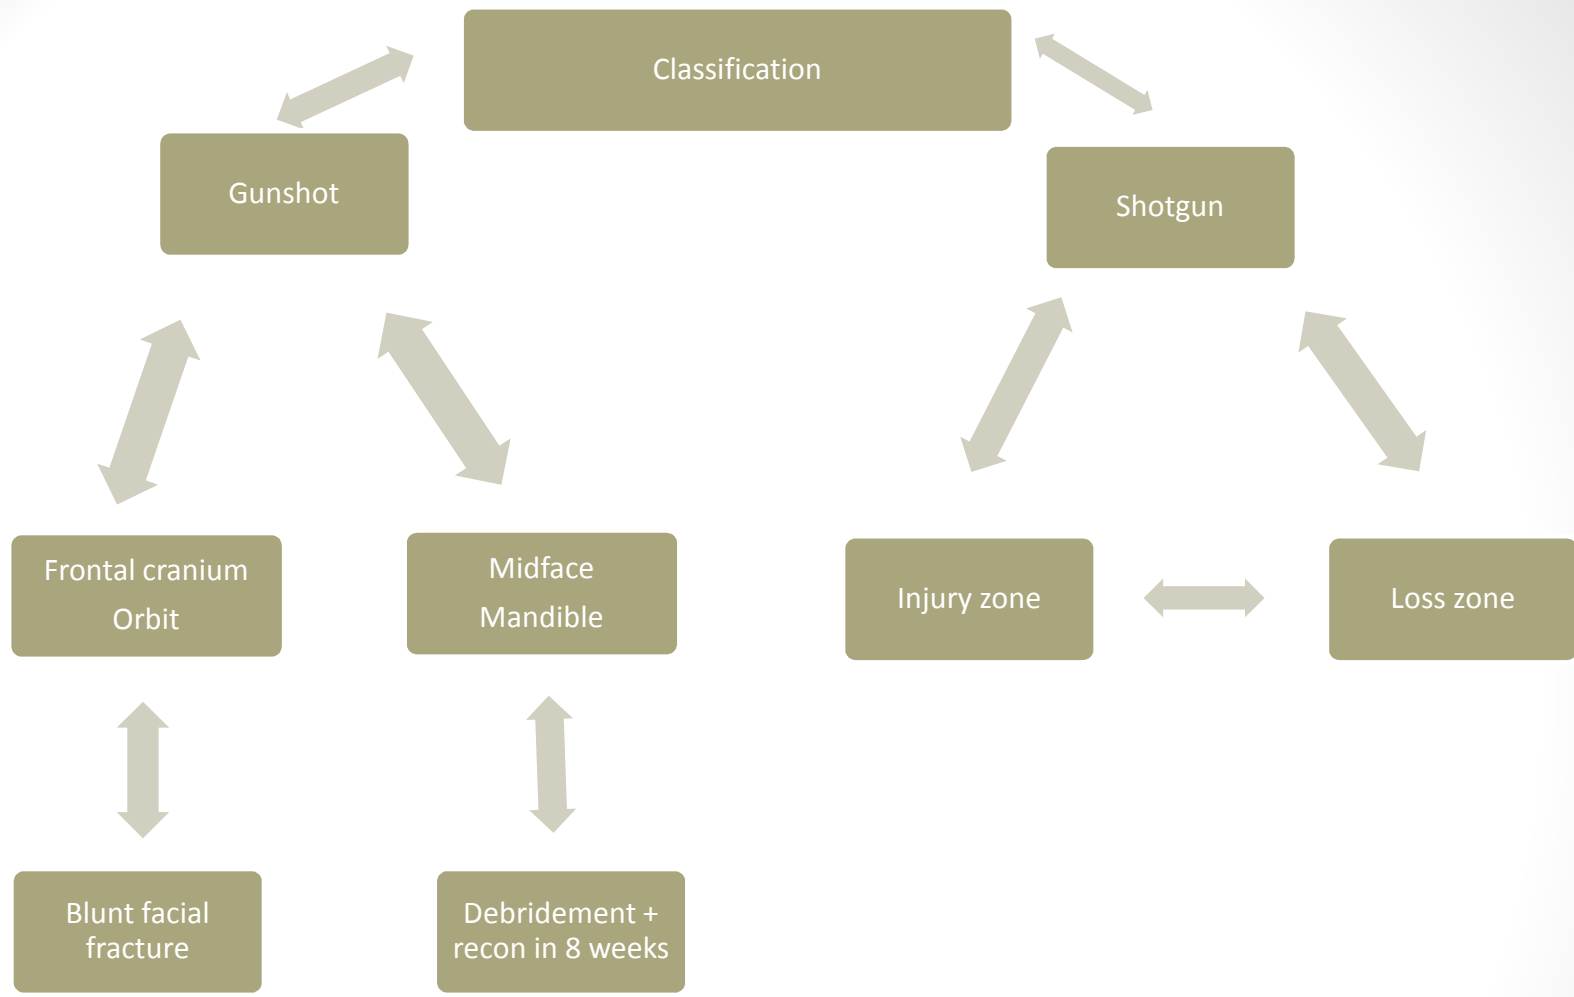 Classification
Gunshot
Shotgun
Frontal cranium
Orbit
Midface
Mandible
Injury zone
Loss zone
Blunt facial
fracture
Debridement +
recon in 8 weeks